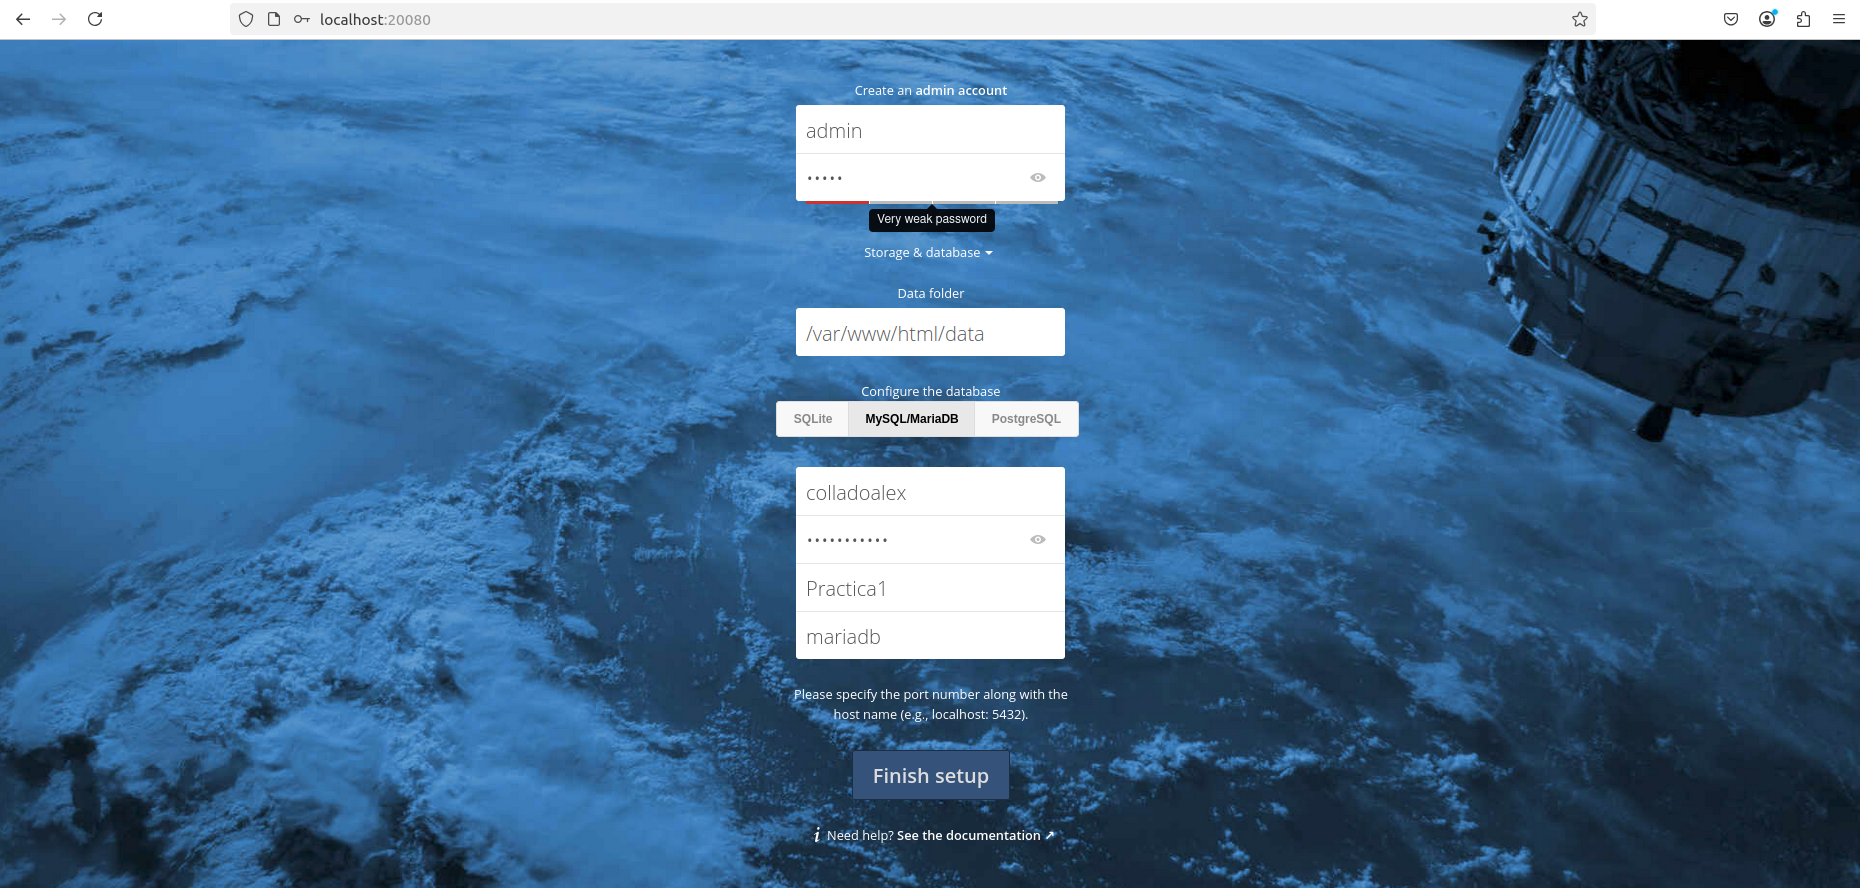 localhost:20080
Create an admin account
admin
•••••
Very weak password
Storage & database
Data folder
/var/www/html/data
Configure the database
SQLite MySQL/MariaDB PostgreSQL
colladoalex
•••••••••••
Practica1
mariadb
Please specify the port number along with the
host name (e.g., localhost: 5432).
Finish setup
i Need help? See the documentation ↗